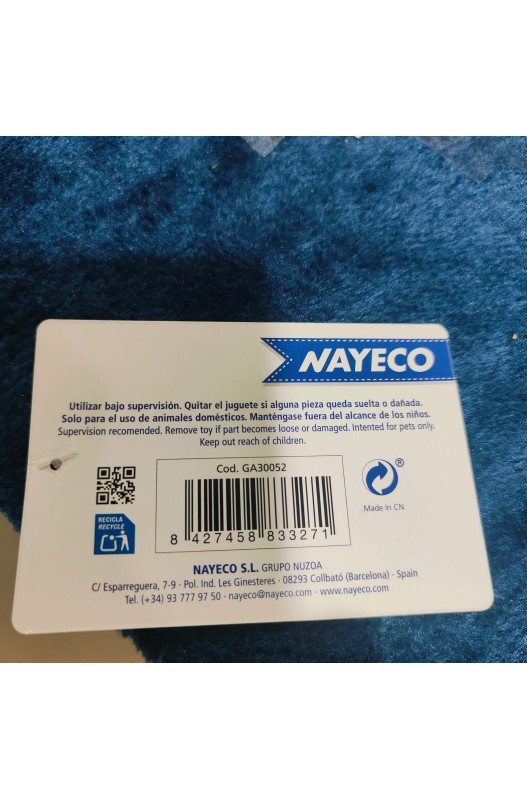 NAYECO
Utilizar bajo supervisión. Quitar el juguete si alguna pieza queda suelta o dañada.
Solo para el uso de animales domésticos. Manténgase fuera del alcance de los niños.
Supervision recomended. Remove toy if part becomes loose or damaged. Intented for pets only.
Keep out reach of children.
Cod. GA30052
8 427458 833271
RECICLA
RECYCLE
®
Made in CN
NAYECO S.L. GRUPO NUZOA
C/ Esparreguera, 7-9 · Pol. Ind. Les Ginesteres · 08293 Collbató (Barcelona) · Spain
Tel. (+34) 93 777 97 50 · nayeco@nayeco.com · www.nayeco.com